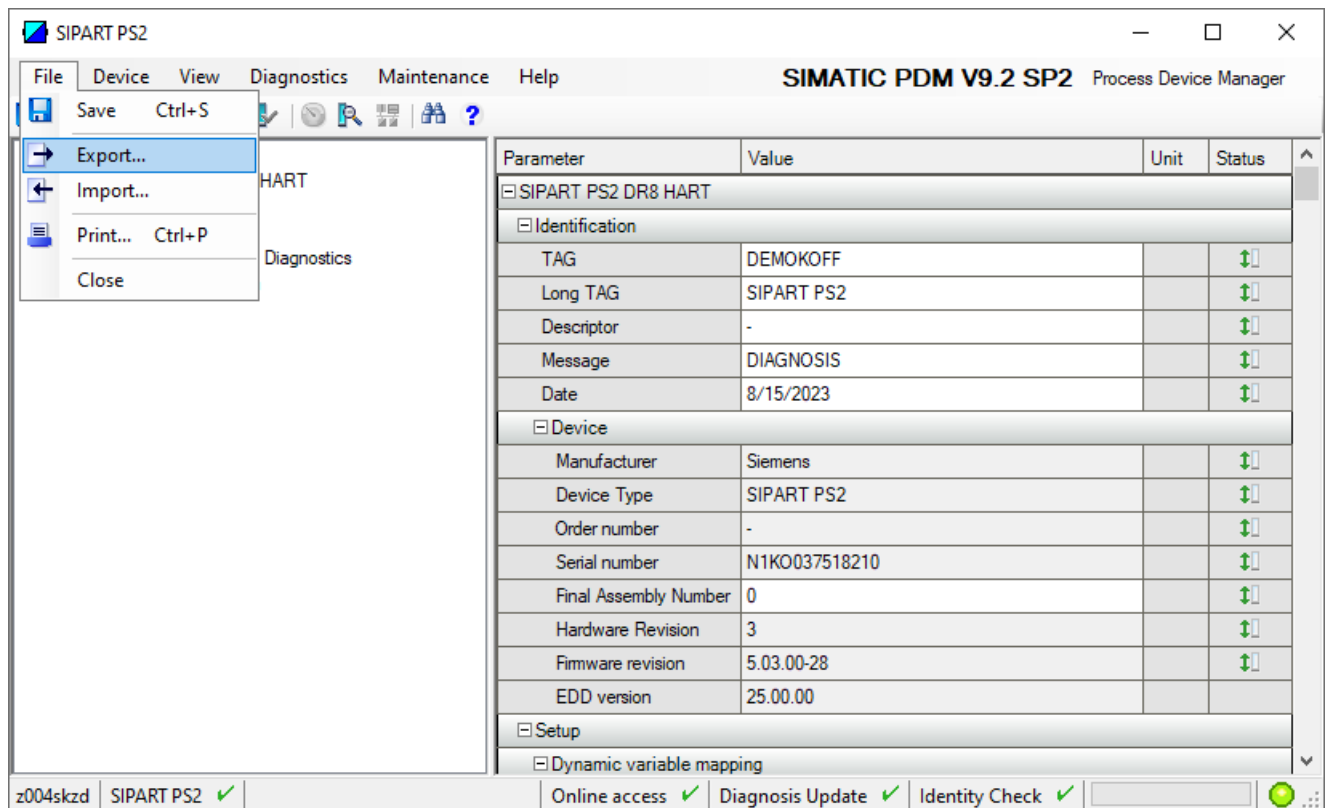 SIPART PS2
File Device View Diagnostics Maintenance Help SIMATIC PDM V9.2 SP2 Process Device Manager
Save Ctrl+S
Export...
Import...
Print... Ctrl+P
Close
HART
Diagnostics
Parameter Value Unit Status
SIPART PS2 DR8 HART
Identification
TAG DEMOKOFF
Long TAG SIPART PS2
Descriptor -
Message DIAGNOSIS
Date 8/15/2023
Device
Manufacturer Siemens
Device Type SIPART PS2
Order number -
Serial number N1KO037518210
Final Assembly Number 0
Hardware Revision 3
Firmware revision 5.03.00-28
EDD version 25.00.00
Setup
Dynamic variable mapping
z004skzd SIPART PS2 Online access Diagnosis Update Identity Check